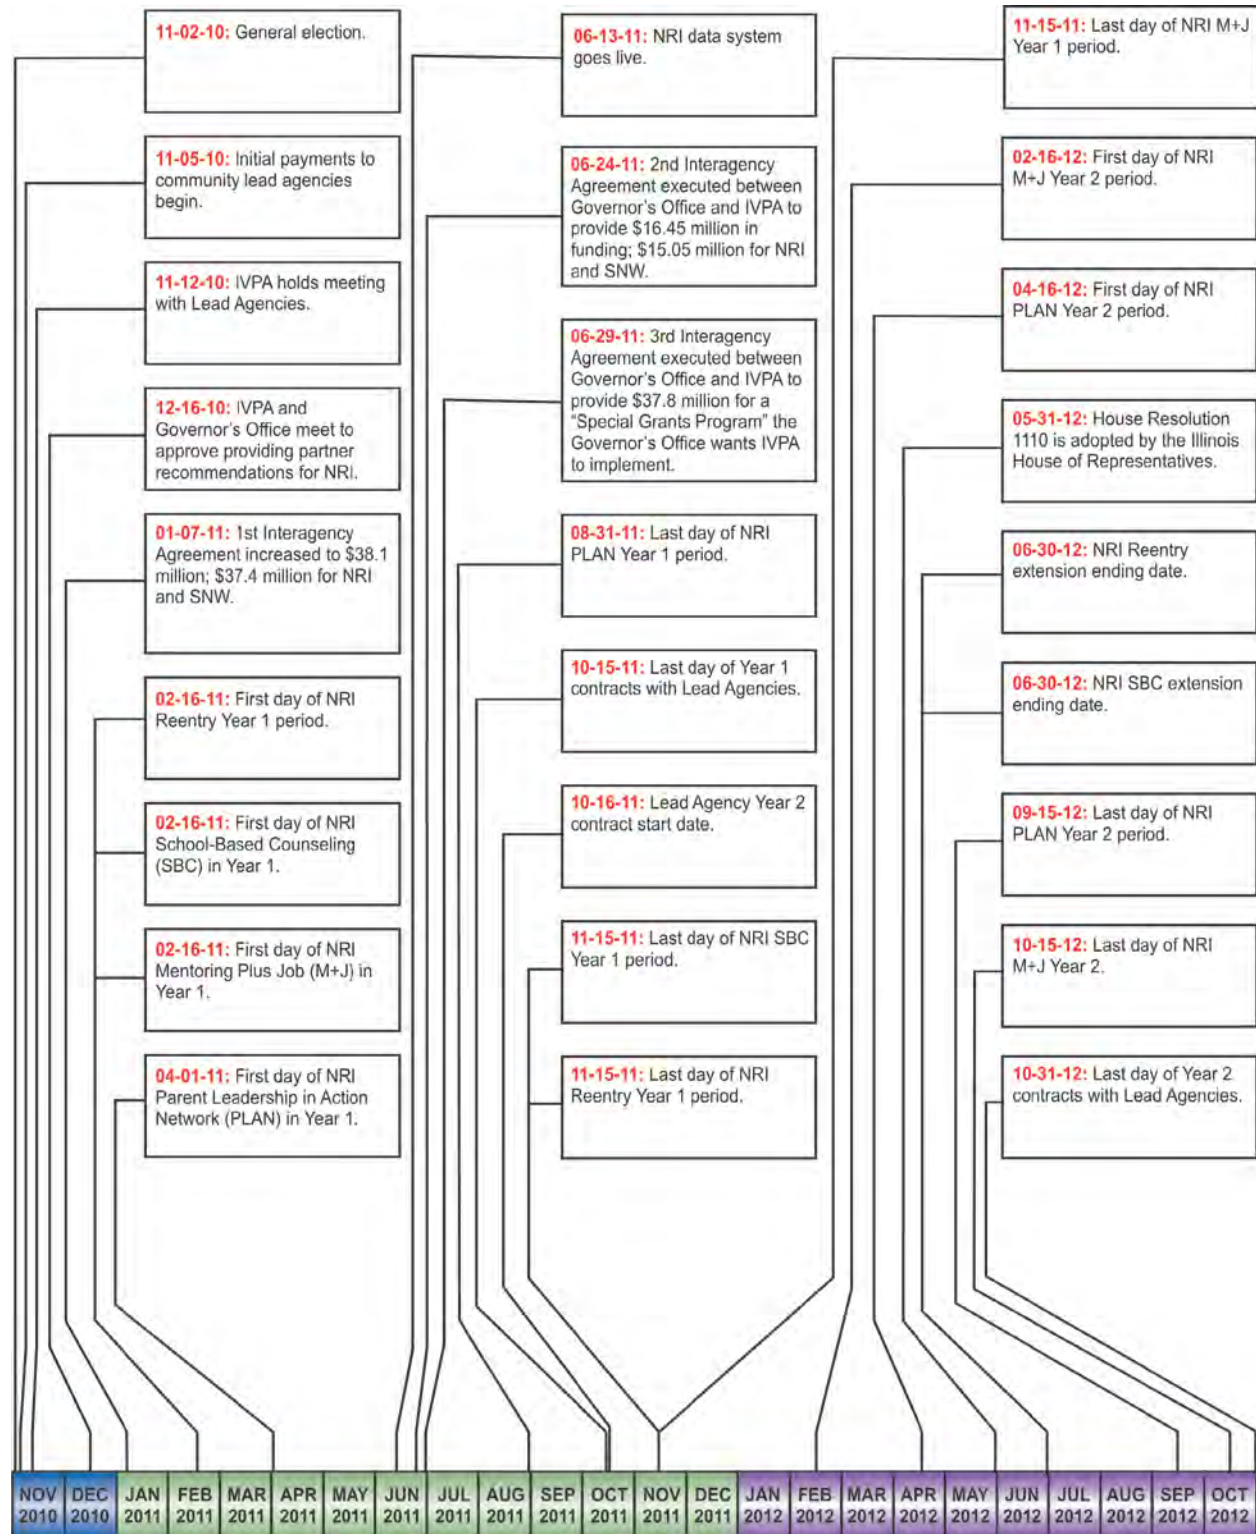 11-02-10: General election.
11-05-10: Initial payments to
community lead agencies
begin.
11-12-10: IVPA holds meeting
with Lead Agencies.
12-16-10: IVPA and
Governor's Office meet to
approve providing partner
recommendations for NRI.
01-07-11: 1st Interagency
Agreement increased to $38.1
million; $37.4 million for NRI
and SNW.
02-16-11: First day of NRI
Reentry Year 1 period.
02-16-11: First day of NRI
School-Based Counseling
(SBC) in Year 1.
02-16-11: First day of NRI
Mentoring Plus Job (M+J) in
Year 1.
04-01-11: First day of NRI
Parent Leadership in Action
Network (PLAN) in Year 1.
06-13-11: NRI data system
goes live.
06-24-11: 2nd Interagency
Agreement executed between
Governor's Office and IVPA to
provide $16.45 million in
funding; $15.05 million for NRI
and SNW.
06-29-11: 3rd Interagency
Agreement executed between
Governor's Office and IVPA to
provide $37.8 million for a
“Special Grants Program” the
Governor's Office wants IVPA
to implement.
08-31-11: Last day of NRI
PLAN Year 1 period.
10-15-11: Last day of Year 1
contracts with Lead Agencies.
10-16-11: Lead Agency Year 2
contract start date.
11-15-11: Last day of NRI SBC
Year 1 period.
11-15-11: Last day of NRI
Reentry Year 1 period.
11-15-11: Last day of NRI M+J
Year 1 period.
02-16-12: First day of NRI
M+J Year 2 period.
04-16-12: First day of NRI
PLAN Year 2 period.
05-31-12: House Resolution
1110 is adopted by the Illinois
House of Representatives.
06-30-12: NRI Reentry
extension ending date.
06-30-12: NRI SBC extension
ending date.
09-15-12: Last day of NRI
PLAN Year 2 period.
10-15-12: Last day of NRI
M+J Year 2.
10-31-12: Last day of Year 2
contracts with Lead Agencies.
NOV DEC JAN FEB MAR APR MAY JUN JUL AUG SEP OCT NOV DEC JAN FEB MAR APR MAY JUN JUL AUG SEP OCT
2010 2010 2011 2011 2011 2011 2011 2011 2011 2011 2011 2011 2011 2011 2012 2012 2012 2012 2012 2012 2012 2012 2012 2012